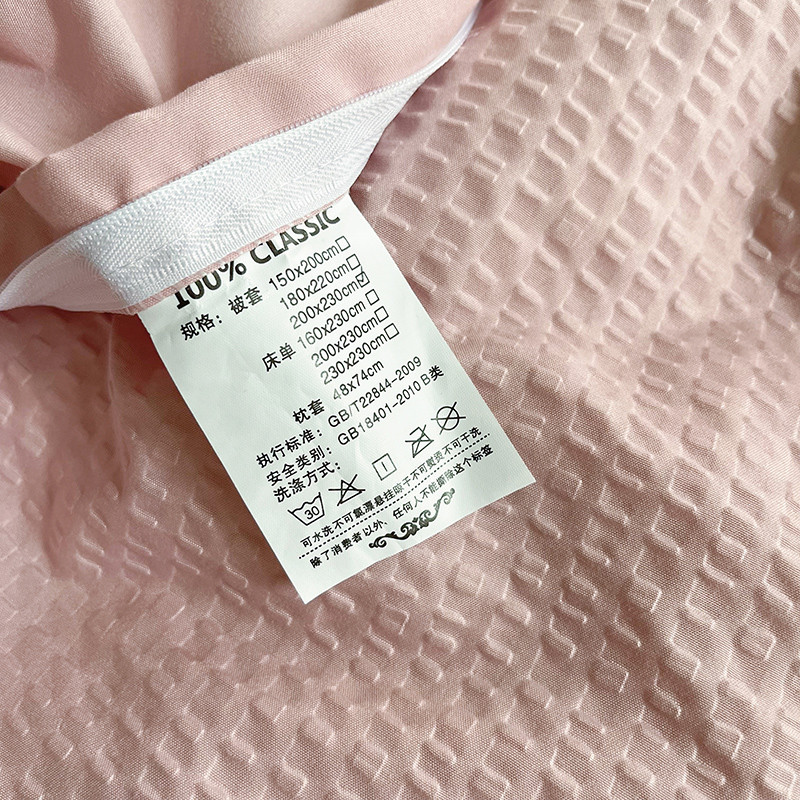 100% CLASSIC
规格：被套 150x200cm□
180x220cm□
200x230cm☑
床单 160x230cm□
200x230cm□
230x230cm□
枕套 48x74cm
执行标准：GB/T22844-2009
安全类别：GB18401-2010 B类
洗涤方式：
30
可水洗不可氯漂悬挂晾干不可熨烫不可干洗
除了消费者以外、任何人不能撕除这个标签